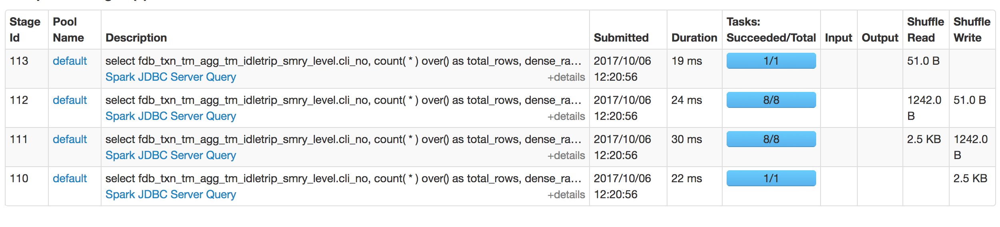 Stage Id
Pool Name
Description
Submitted
Duration
Tasks: Succeeded/Total
Input
Output
Shuffle Read
Shuffle Write
113
default
select fdb_txn_tm_agg_tm_idletrip_smry_level.cli_no, count( * ) over() as total_rows, dense_ra...
Spark JDBC Server Query
+details
2017/10/06
12:20:56
19 ms
1/1
51.0 B
112
default
select fdb_txn_tm_agg_tm_idletrip_smry_level.cli_no, count( * ) over() as total_rows, dense_ra...
Spark JDBC Server Query
+details
2017/10/06
12:20:56
24 ms
8/8
1242.0
B
51.0 B
111
default
select fdb_txn_tm_agg_tm_idletrip_smry_level.cli_no, count( * ) over() as total_rows, dense_ra...
Spark JDBC Server Query
+details
2017/10/06
12:20:56
30 ms
8/8
2.5 KB
1242.0
B
110
default
select fdb_txn_tm_agg_tm_idletrip_smry_level.cli_no, count( * ) over() as total_rows, dense_ra...
Spark JDBC Server Query
+details
2017/10/06
12:20:56
22 ms
1/1
2.5 KB